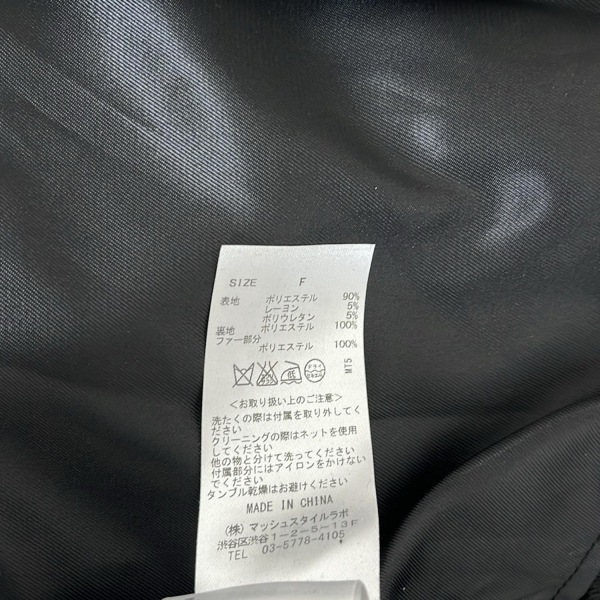 SIZE F
表地 ポリエステル 90%
レーヨン 5%
ポリウレタン 5%
裏地 ポリエステル 100%
ファー部分
ポリエステル 100%
低
ドライ
MT5
＜お取り扱い上のご注意＞
洗たくの際は付属を取り外してく
ださい
クリーニングの際はネットを使用
してください
他の物と分けて洗ってください
付属部分にはアイロンをかけない
でください
タンブル乾燥はお避けください
MADE IN CHINA
(株) マッシュスタイルラボ
渋谷区渋谷1-2-5-13F
TEL 03-5778-4105